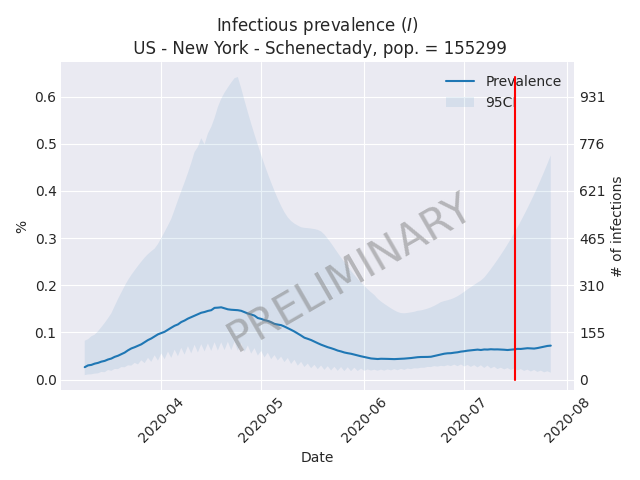 Infectious prevalence (I)
US - New York - Schenectady, pop. = 155299
Prevalence
95CI
0.6
0.5
0.4
0.3
0.2
0.1
0.0
%
931
776
621
465
310
155
0
# of infections
PRELIMINARY
2020-04
2020-05
2020-06
2020-07
2020-08
Date